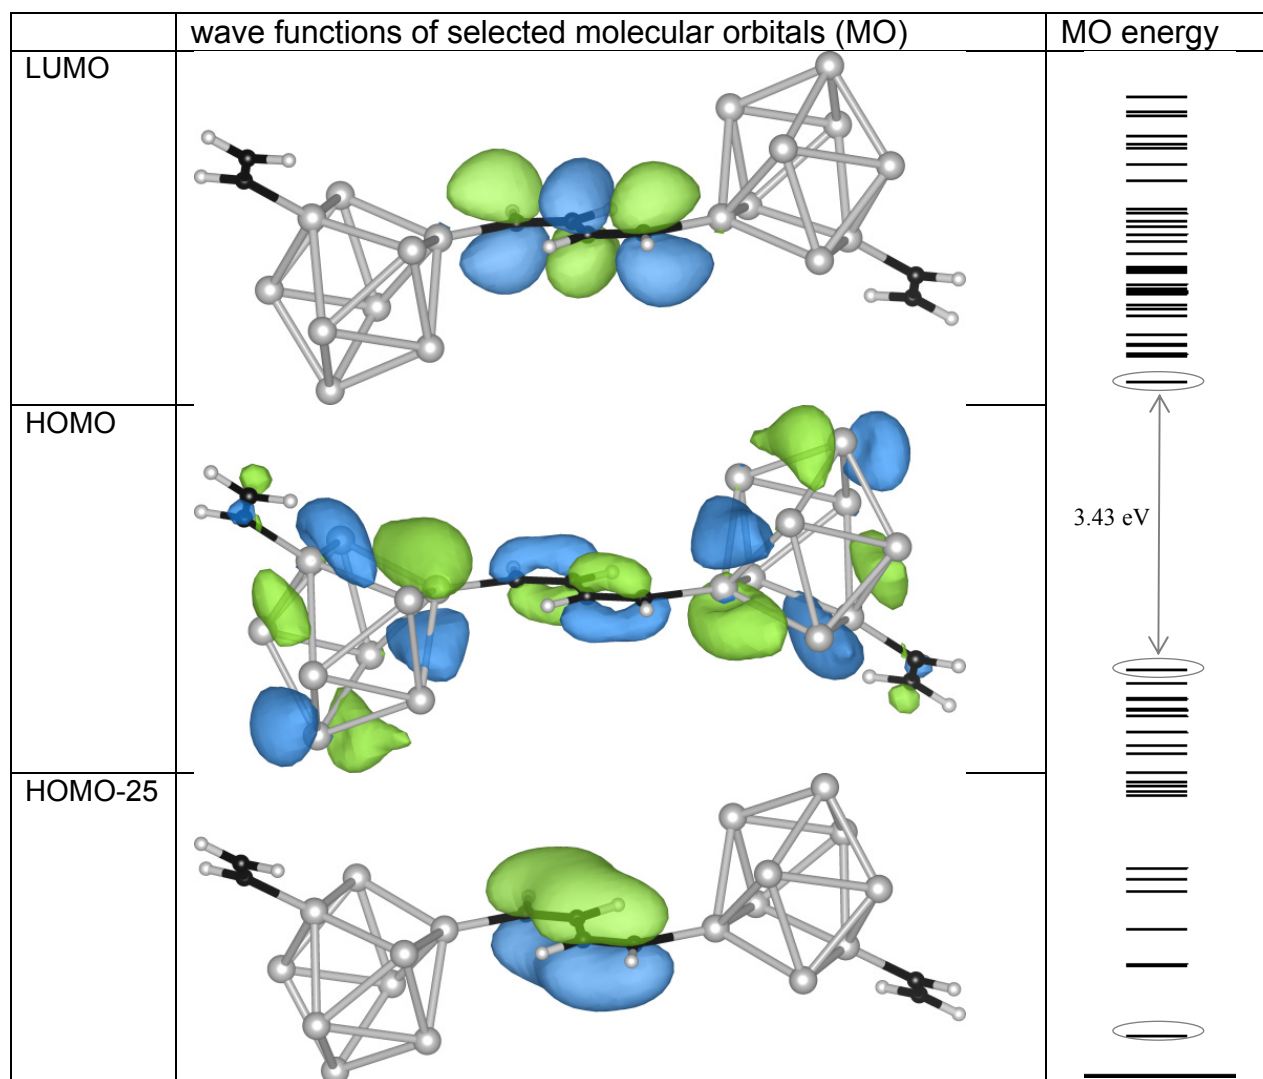 wave functions of selected molecular orbitals (MO) MO energy
LUMO
HOMO
3.43 eV
HOMO-25